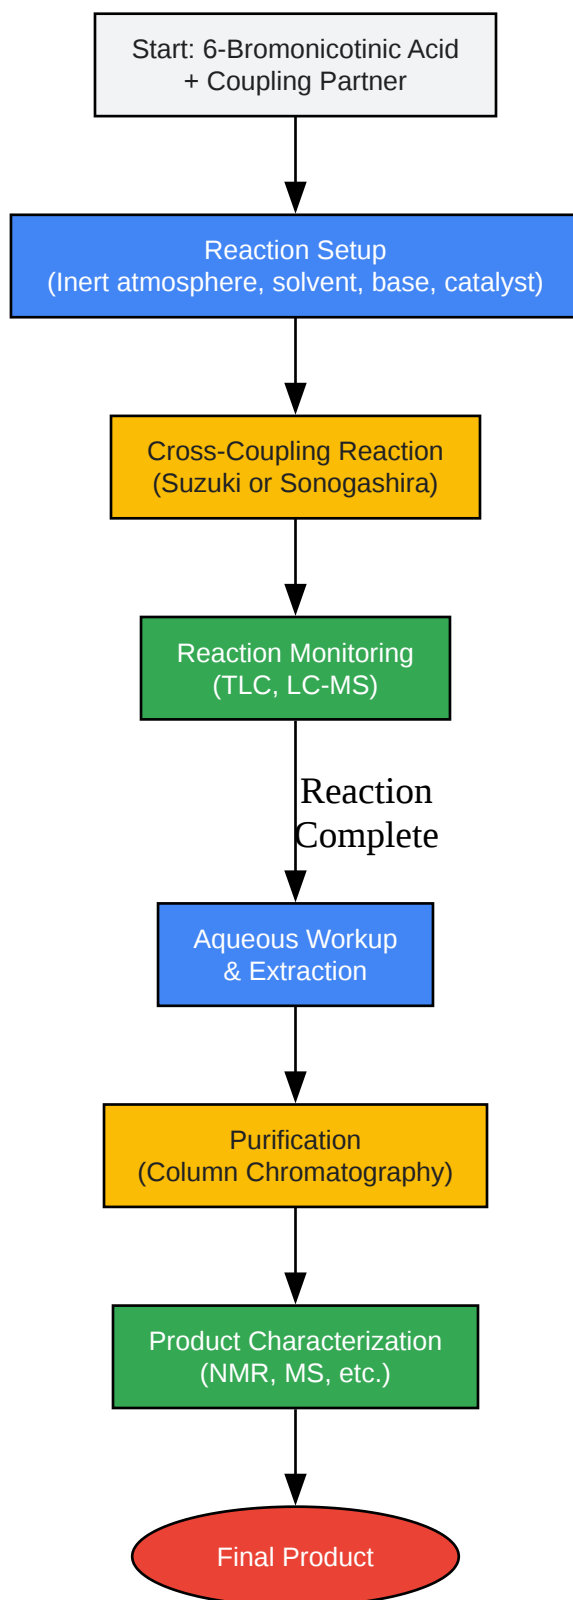 Start: 6-Bromonicotinic Acid
+ Coupling Partner
Reaction Setup
(Inert atmosphere, solvent, base, catalyst)
Cross-Coupling Reaction
(Suzuki or Sonogashira)
Reaction Monitoring
(TLC, LC-MS)
Reaction
Complete
Aqueous Workup
& Extraction
Purification
(Column Chromatography)
Product Characterization
(NMR, MS, etc.)
Final Product